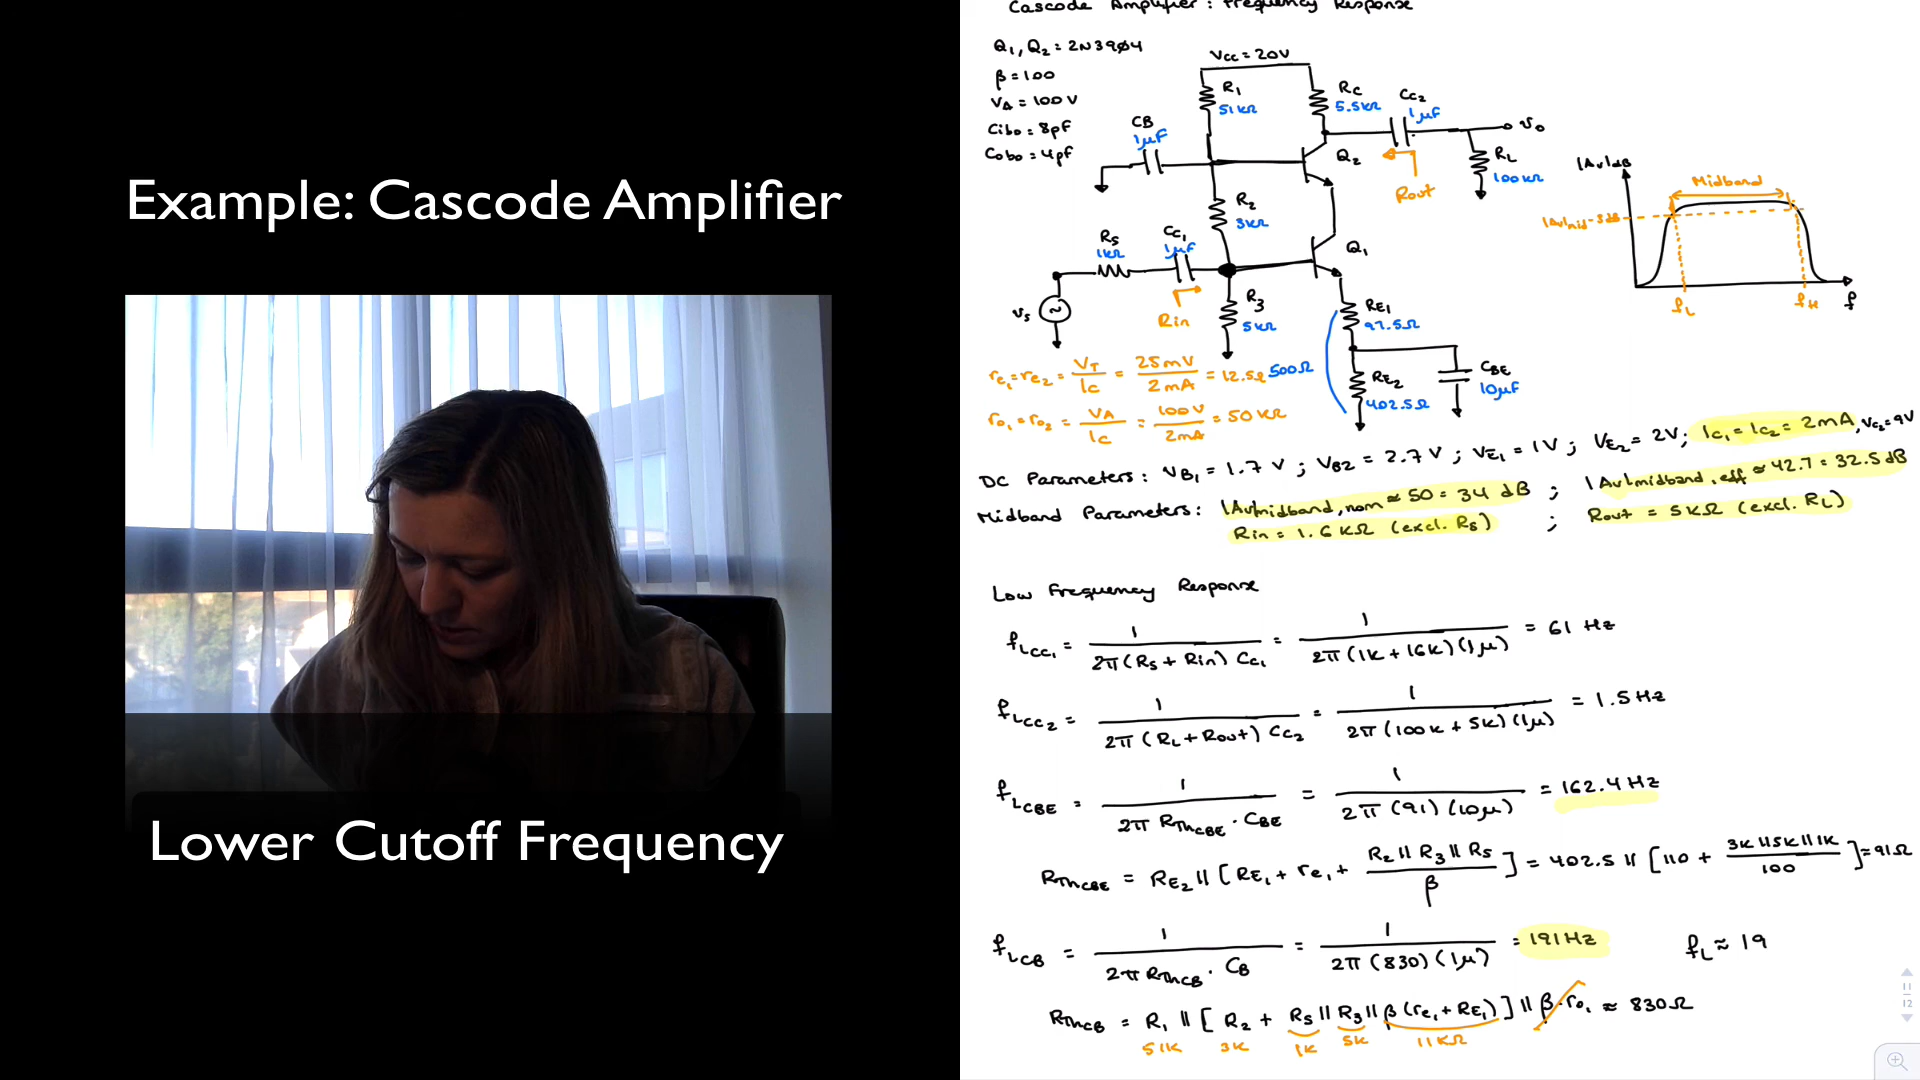 Example: Cascode Amplifier
Lower Cutoff Frequency
Cascode Amplifier: Frequency Response
Q1, Q2 = 2N39Ø4
β = 100
VA = 100 V
Cibo = 8pf
Cobo = 4pf
Vcc = 20V
R1
51kΩ
RC
5.5kΩ
CC2
1μF
vo
CB
1μF
Q2
RL
100kΩ
Rout
R2
3kΩ
RS
1kΩ
CC1
1μF
Q1
vs
Rin
R3
5kΩ
RE1
97.5Ω
500Ω
RE2
402.5Ω
CBE
10μF
|Av|dB
Midband
|Av|mid-3dB
fL
fH
f
re1 = re2 = VT / IC = 25mV / 2mA = 12.5Ω
ro1 = ro2 = VA / IC = 100V / 2mA = 50 kΩ
DC Parameters: VB1 = 1.7 V ; VB2 = 2.7 V ; VE1 = 1V ; VE2 = 2V; IC1 = IC2 = 2mA, VC2 = 9V
Midband Parameters: |Av|midband, nom ≈ 50 = 34 dB ; |Av|midband, eff ≈ 42.7 = 32.5 dB
Rin = 1.6 kΩ (excl. RS) ; Rout = 5kΩ (excl. RL)
Low Frequency Response
fLCC1 = 1 / 2π(RS + Rin) CC1 = 1 / 2π (1k + 1.6k)(1μ) = 61 Hz
fLCC2 = 1 / 2π (RL + Rout) CC2 = 1 / 2π (100k + 5k)(1μ) = 1.5Hz
fLCBE = 1 / 2π RThCBE · CBE = 1 / 2π (91) (10μ) = 162.4 Hz
RThCBE = RE2 || [RE1 + re1 + R2 || R3 || RS / β ] = 402.5 || [110 + 3k||5k||1k / 100 ] = 91Ω
fLCB = 1 / 2π RThCB · CB = 1 / 2π (830)(1μ) = 191 Hz
fL ≈ 19
RThCB = R1 || [ R2 + RS || R3 || β (re1 + RE1) ] || β·ro1 ≈ 830Ω
51k 3k 1k 5k 11kΩ
11
12